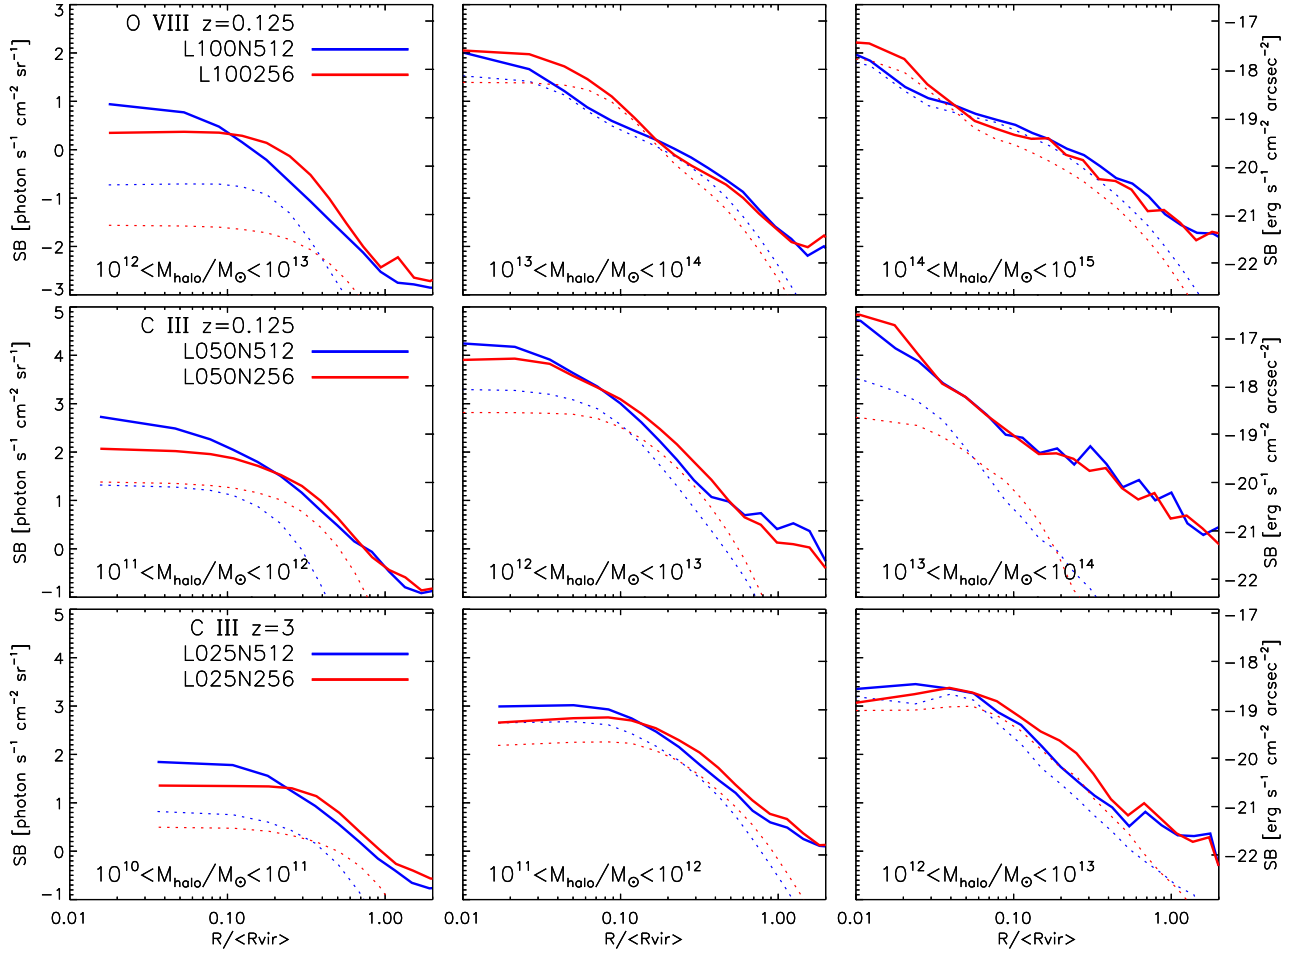 O VIII z=0.125
L100N512
L100256
10^12<M_halo/M_⊙<10^13
10^13<M_halo/M_⊙<10^14
10^14<M_halo/M_⊙<10^15
SB [photon s^−1 cm^−2 sr^−1]
3
2
1
0
−1
−2
−3
−17
−18
−19
−20
−21
−22
SB [erg s^−1 cm^−2 arcsec^−2]
C III z=0.125
L050N512
L050N256
10^11<M_halo/M_⊙<10^12
10^12<M_halo/M_⊙<10^13
10^13<M_halo/M_⊙<10^14
SB [photon s^−1 cm^−2 sr^−1]
5
4
3
2
1
0
−1
−17
−18
−19
−20
−21
−22
SB [erg s^−1 cm^−2 arcsec^−2]
C III z=3
L025N512
L025N256
10^10<M_halo/M_⊙<10^11
10^11<M_halo/M_⊙<10^12
10^12<M_halo/M_⊙<10^13
SB [photon s^−1 cm^−2 sr^−1]
5
4
3
2
1
0
−1
−17
−18
−19
−20
−21
−22
SB [erg s^−1 cm^−2 arcsec^−2]
0.01 0.10 1.00
0.10 1.00
0.10 1.00
R/<Rvir>
R/<Rvir>
R/<Rvir>